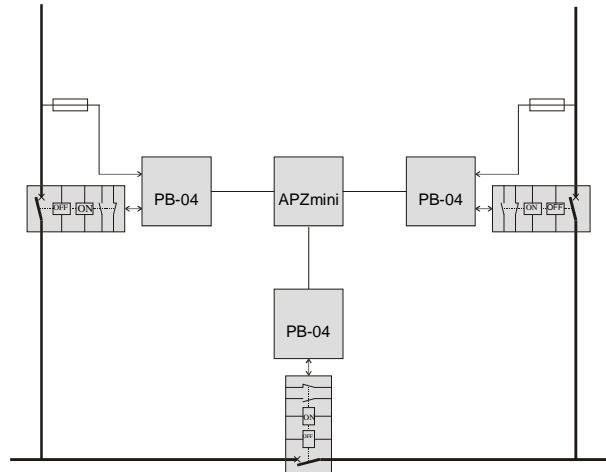 PB-04 APZmini PB-04
OFF ON
ON OFF
PB-04
ON
OFF